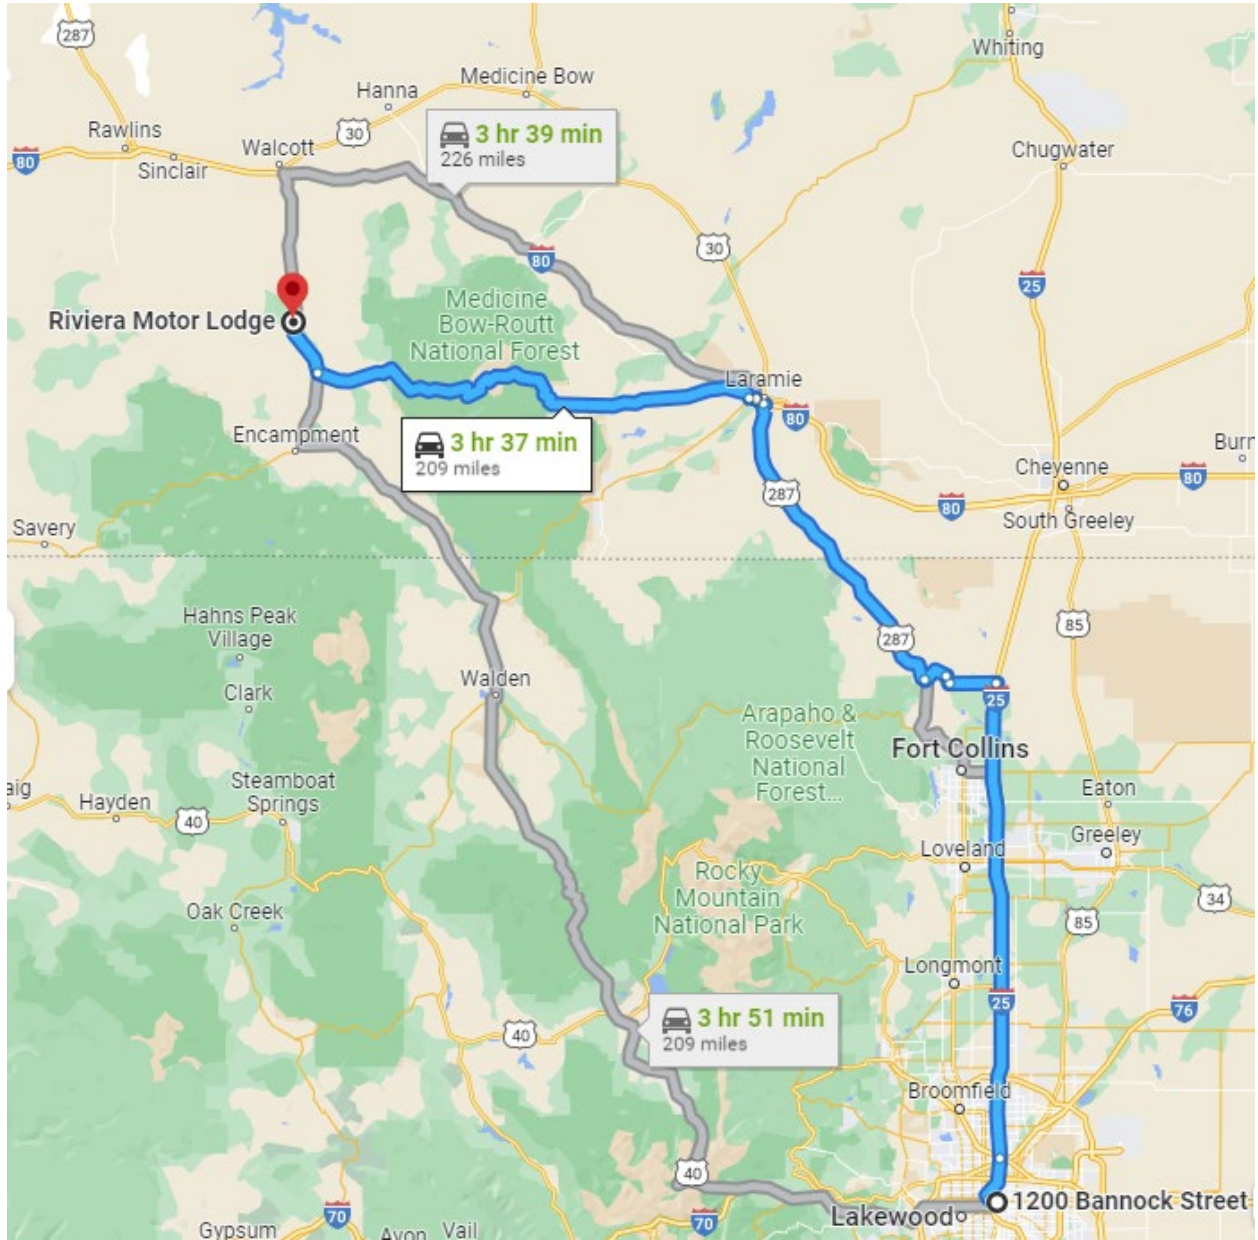 287
Whiting
Medicine Bow
Hanna
30
3 hr 39 min
226 miles
Rawlins
Walcott
Chugwater
80
Sinclair
30
80
25
Medicine
Bow-Routt
National Forest
Riviera Motor Lodge
Laramie
80
3 hr 37 min
209 miles
Encampment
Burn
Cheyenne
80
287
80
South Greeley
Savery
Hahns Peak
Village
85
287
Walden
Clark
25
Arapaho &
Roosevelt
National
Forest...
Fort Collins
aig
Steamboat
Springs
Hayden
40
Eaton
Greeley
Loveland
Rocky
Mountain
National Park
34
Oak Creek
85
Longmont
25
76
3 hr 51 min
209 miles
40
Broomfield
40
1200 Bannock Street
Lakewood
70
70
Gypsum
Avon
Vail